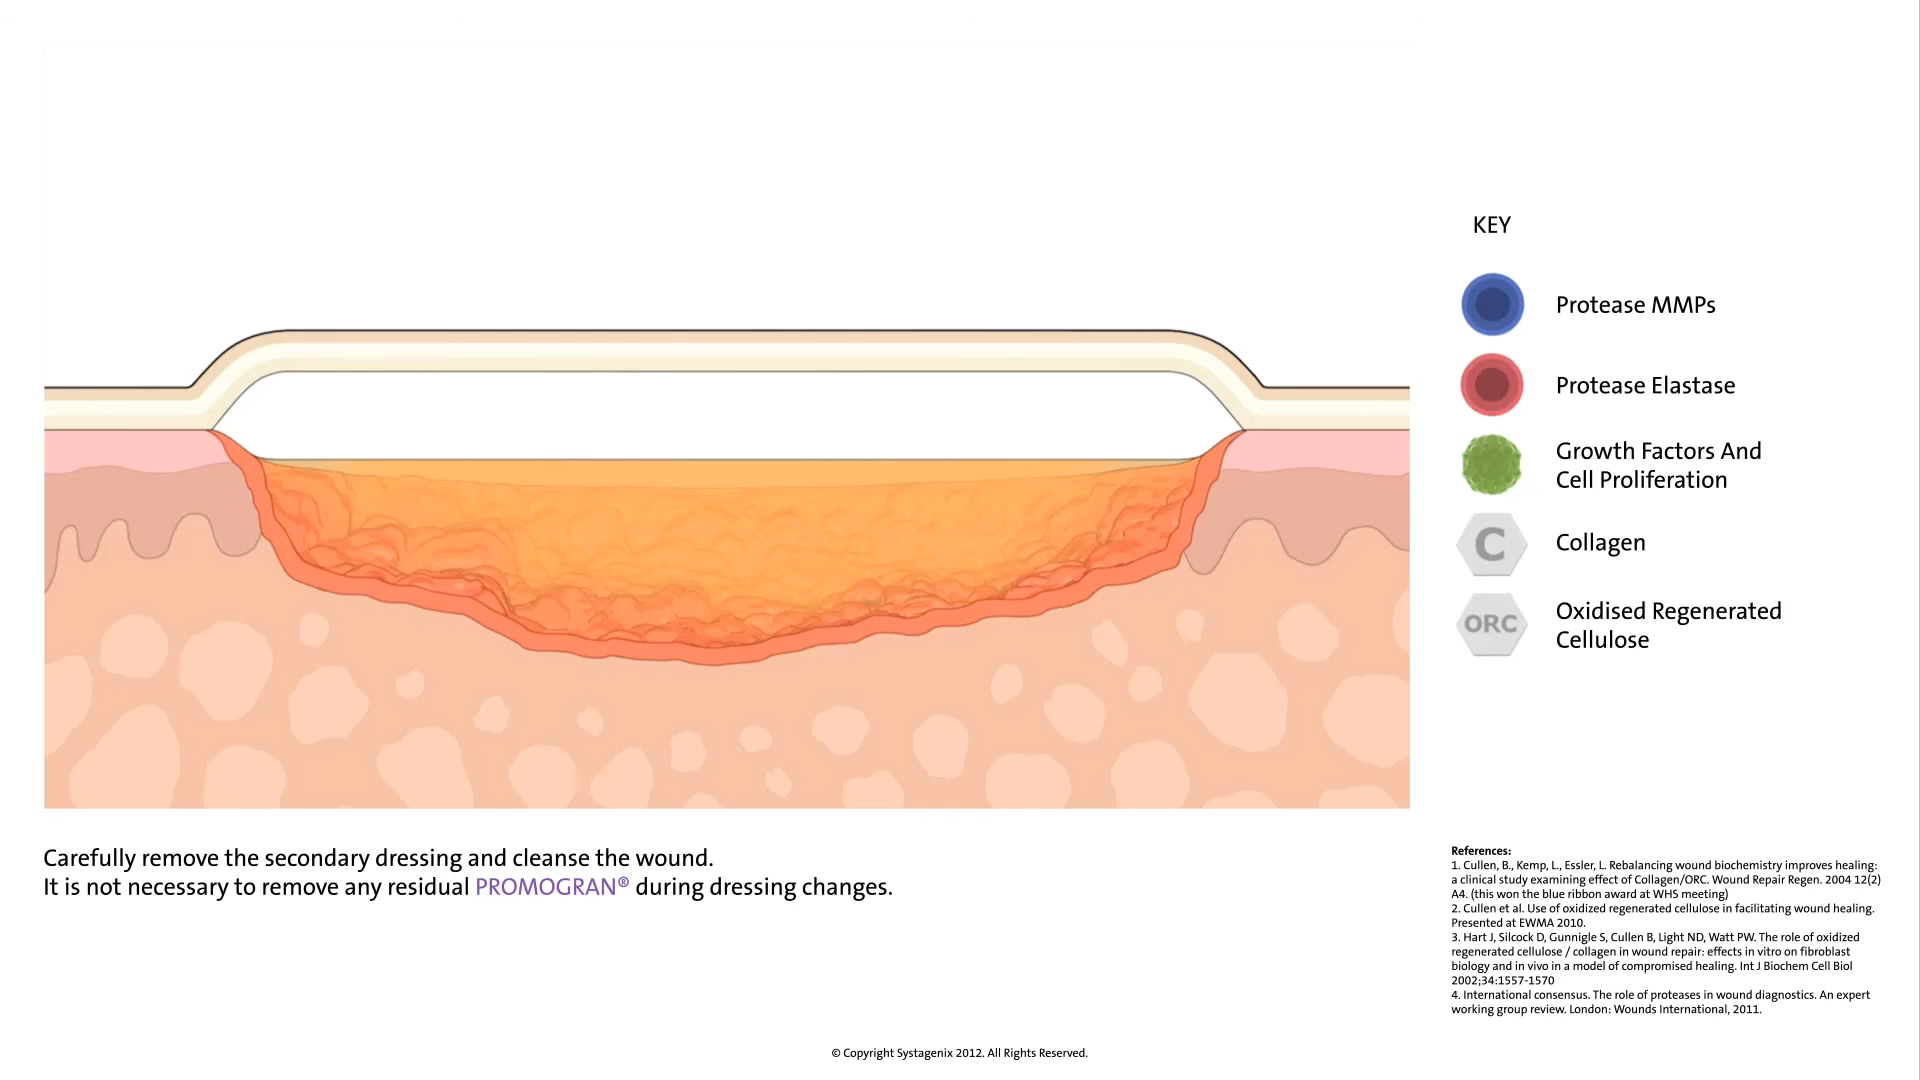 KEY
Protease MMPs
Protease Elastase
Growth Factors And
Cell Proliferation
C
Collagen
ORC
Oxidised Regenerated
Cellulose
Carefully remove the secondary dressing and cleanse the wound.
It is not necessary to remove any residual PROMOGRAN® during dressing changes.
References:
1. Cullen, B., Kemp, L., Essler, L. Rebalancing wound biochemistry improves healing:
a clinical study examining effect of Collagen/ORC. Wound Repair Regen. 2004 12(2)
A4. (this won the blue ribbon award at WHS meeting)
2. Cullen et al. Use of oxidized regenerated cellulose in facilitating wound healing.
Presented at EWMA 2010.
3. Hart J, Silcock D, Gunnigle S, Cullen B, Light ND, Watt PW. The role of oxidized
regenerated cellulose / collagen in wound repair: effects in vitro on fibroblast
biology and in vivo in a model of compromised healing. Int J Biochem Cell Biol
2002;34:1557-1570
4. International consensus. The role of proteases in wound diagnostics. An expert
working group review. London: Wounds International, 2011.
© Copyright Systagenix 2012. All Rights Reserved.